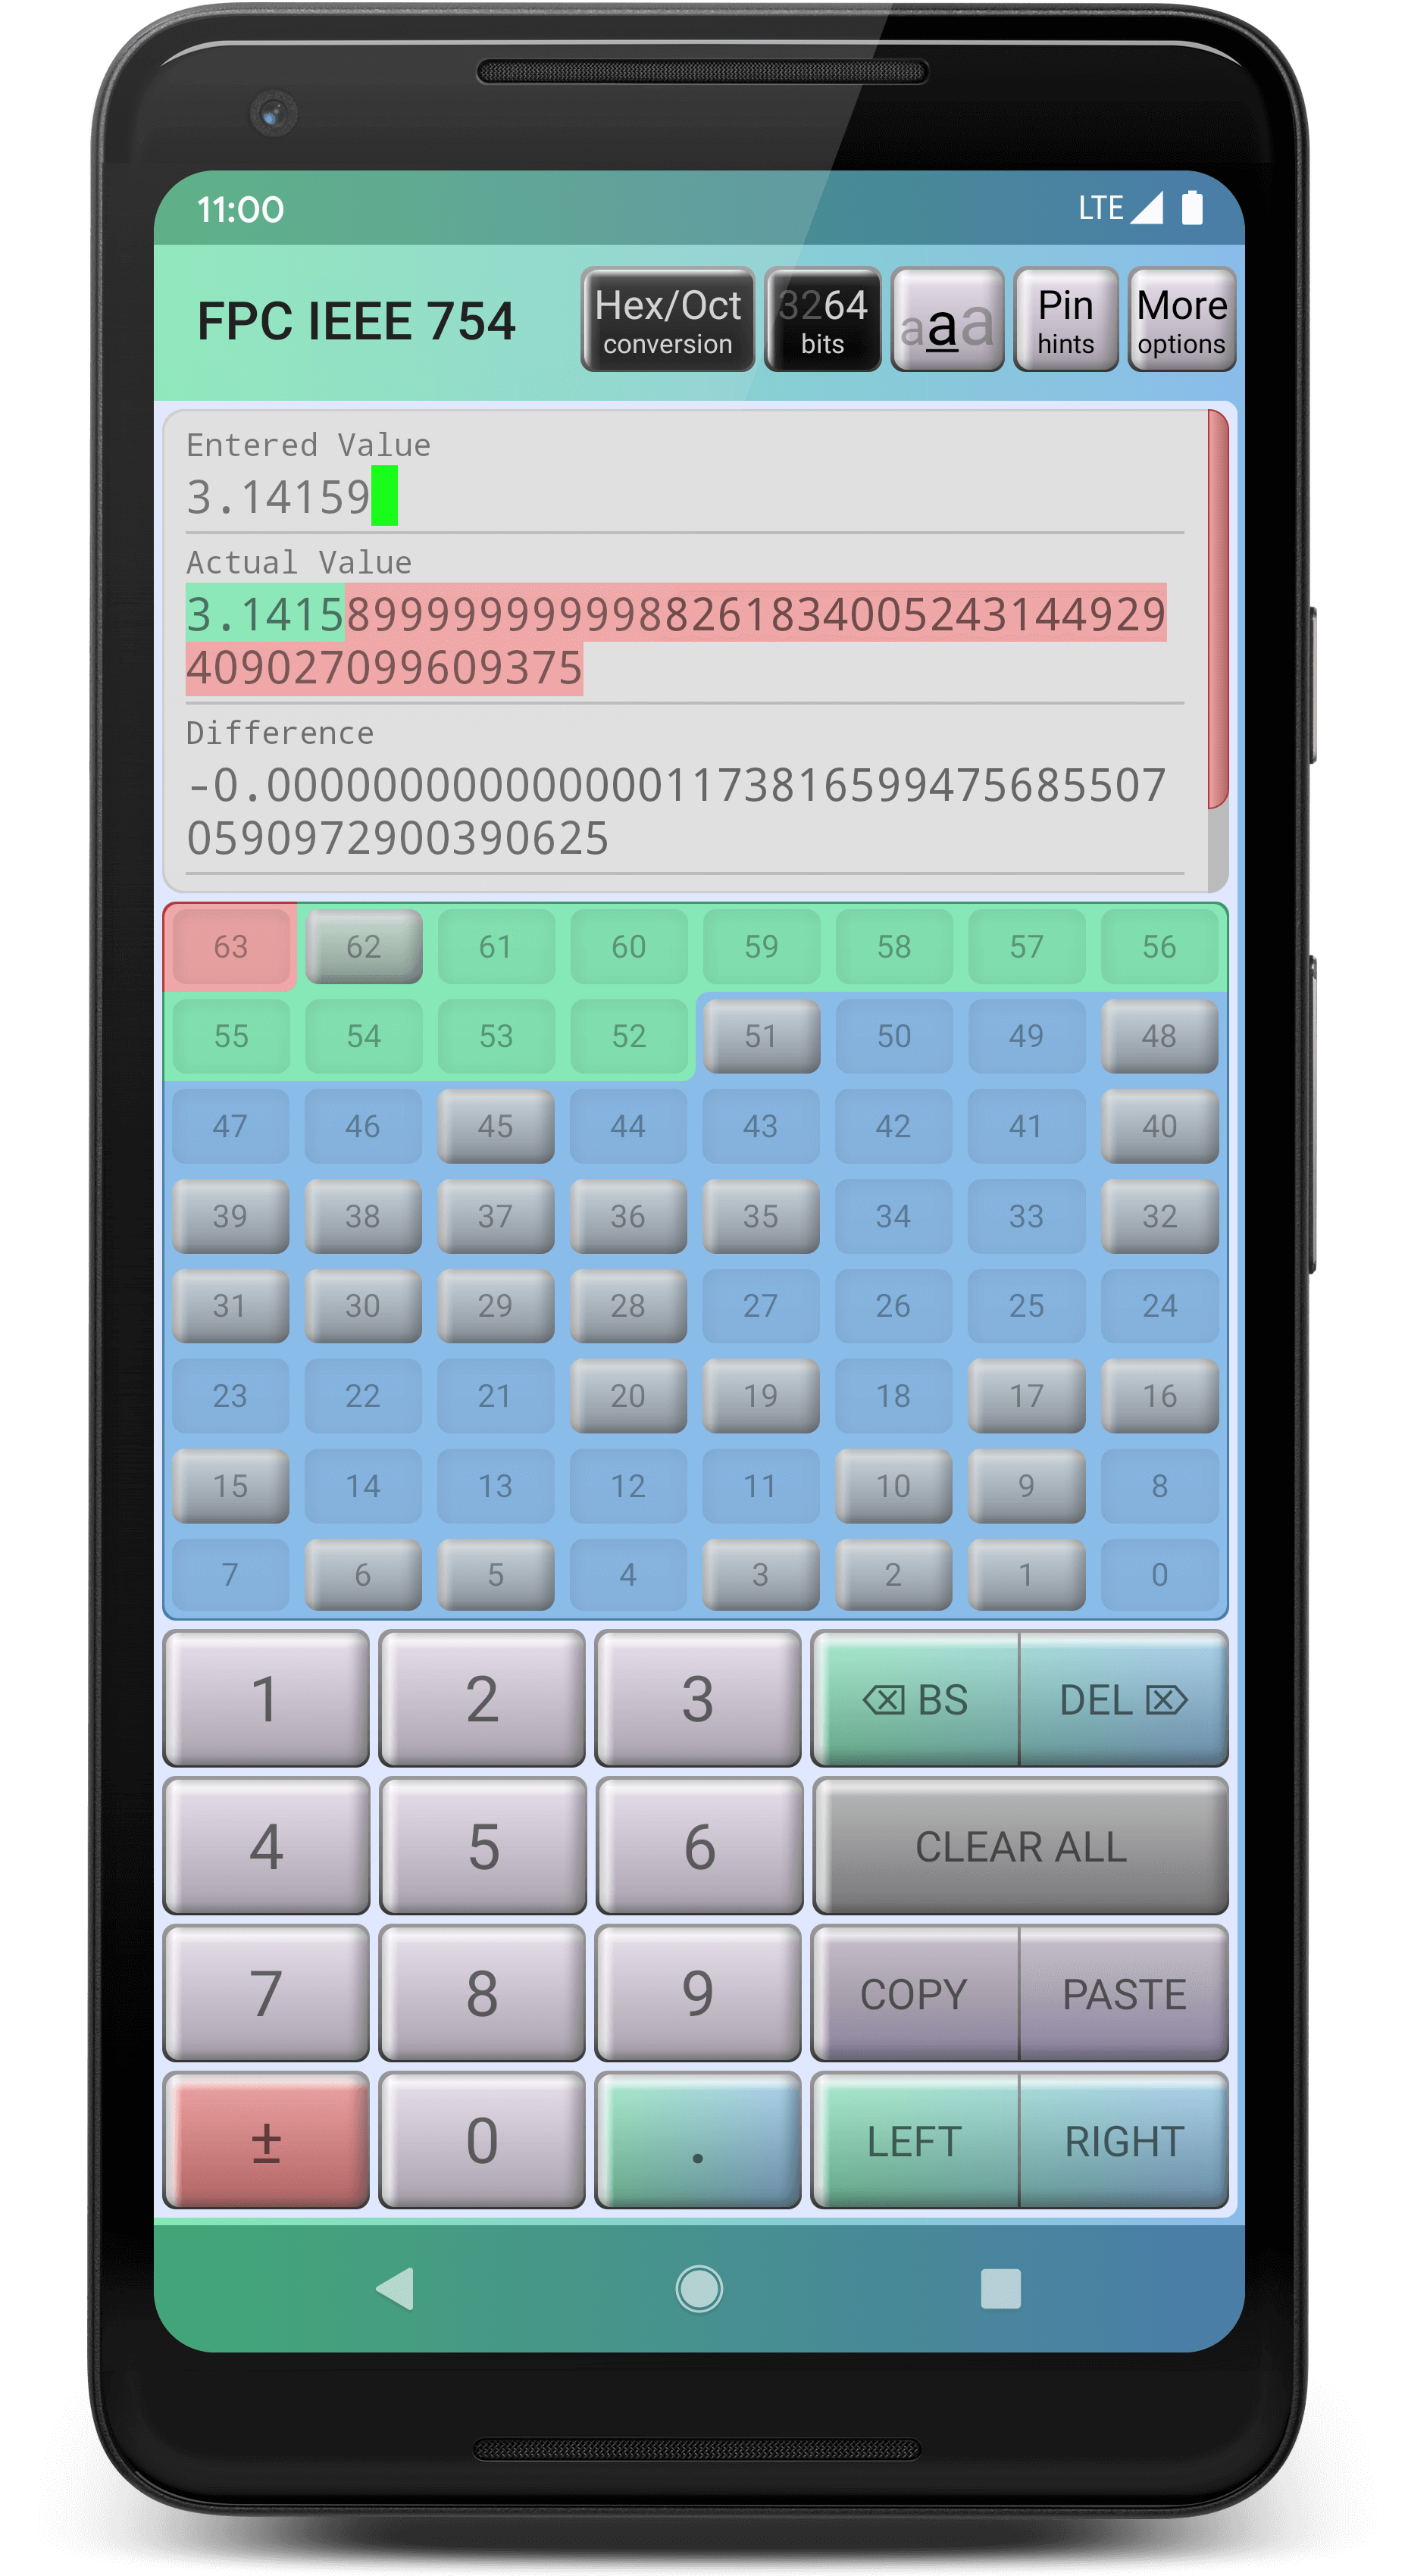 11:00 LTE
FPC IEEE 754 Hex/Oct conversion 3264 bits aaa Pin hints More options
Entered Value
3.14159
Actual Value
3.1415899999999999882618340052431449294090270996 09375
Difference
-0.000000000000000117381659947568550705909729003 90625
63 62 61 60 59 58 57 56
55 54 53 52 51 50 49 48
47 46 45 44 43 42 41 40
39 38 37 36 35 34 33 32
31 30 29 28 27 26 25 24
23 22 21 20 19 18 17 16
15 14 13 12 11 10 9 8
7 6 5 4 3 2 1 0
1 2 3 BS DEL
4 5 6 CLEAR ALL
7 8 9 COPY PASTE
± 0 . LEFT RIGHT